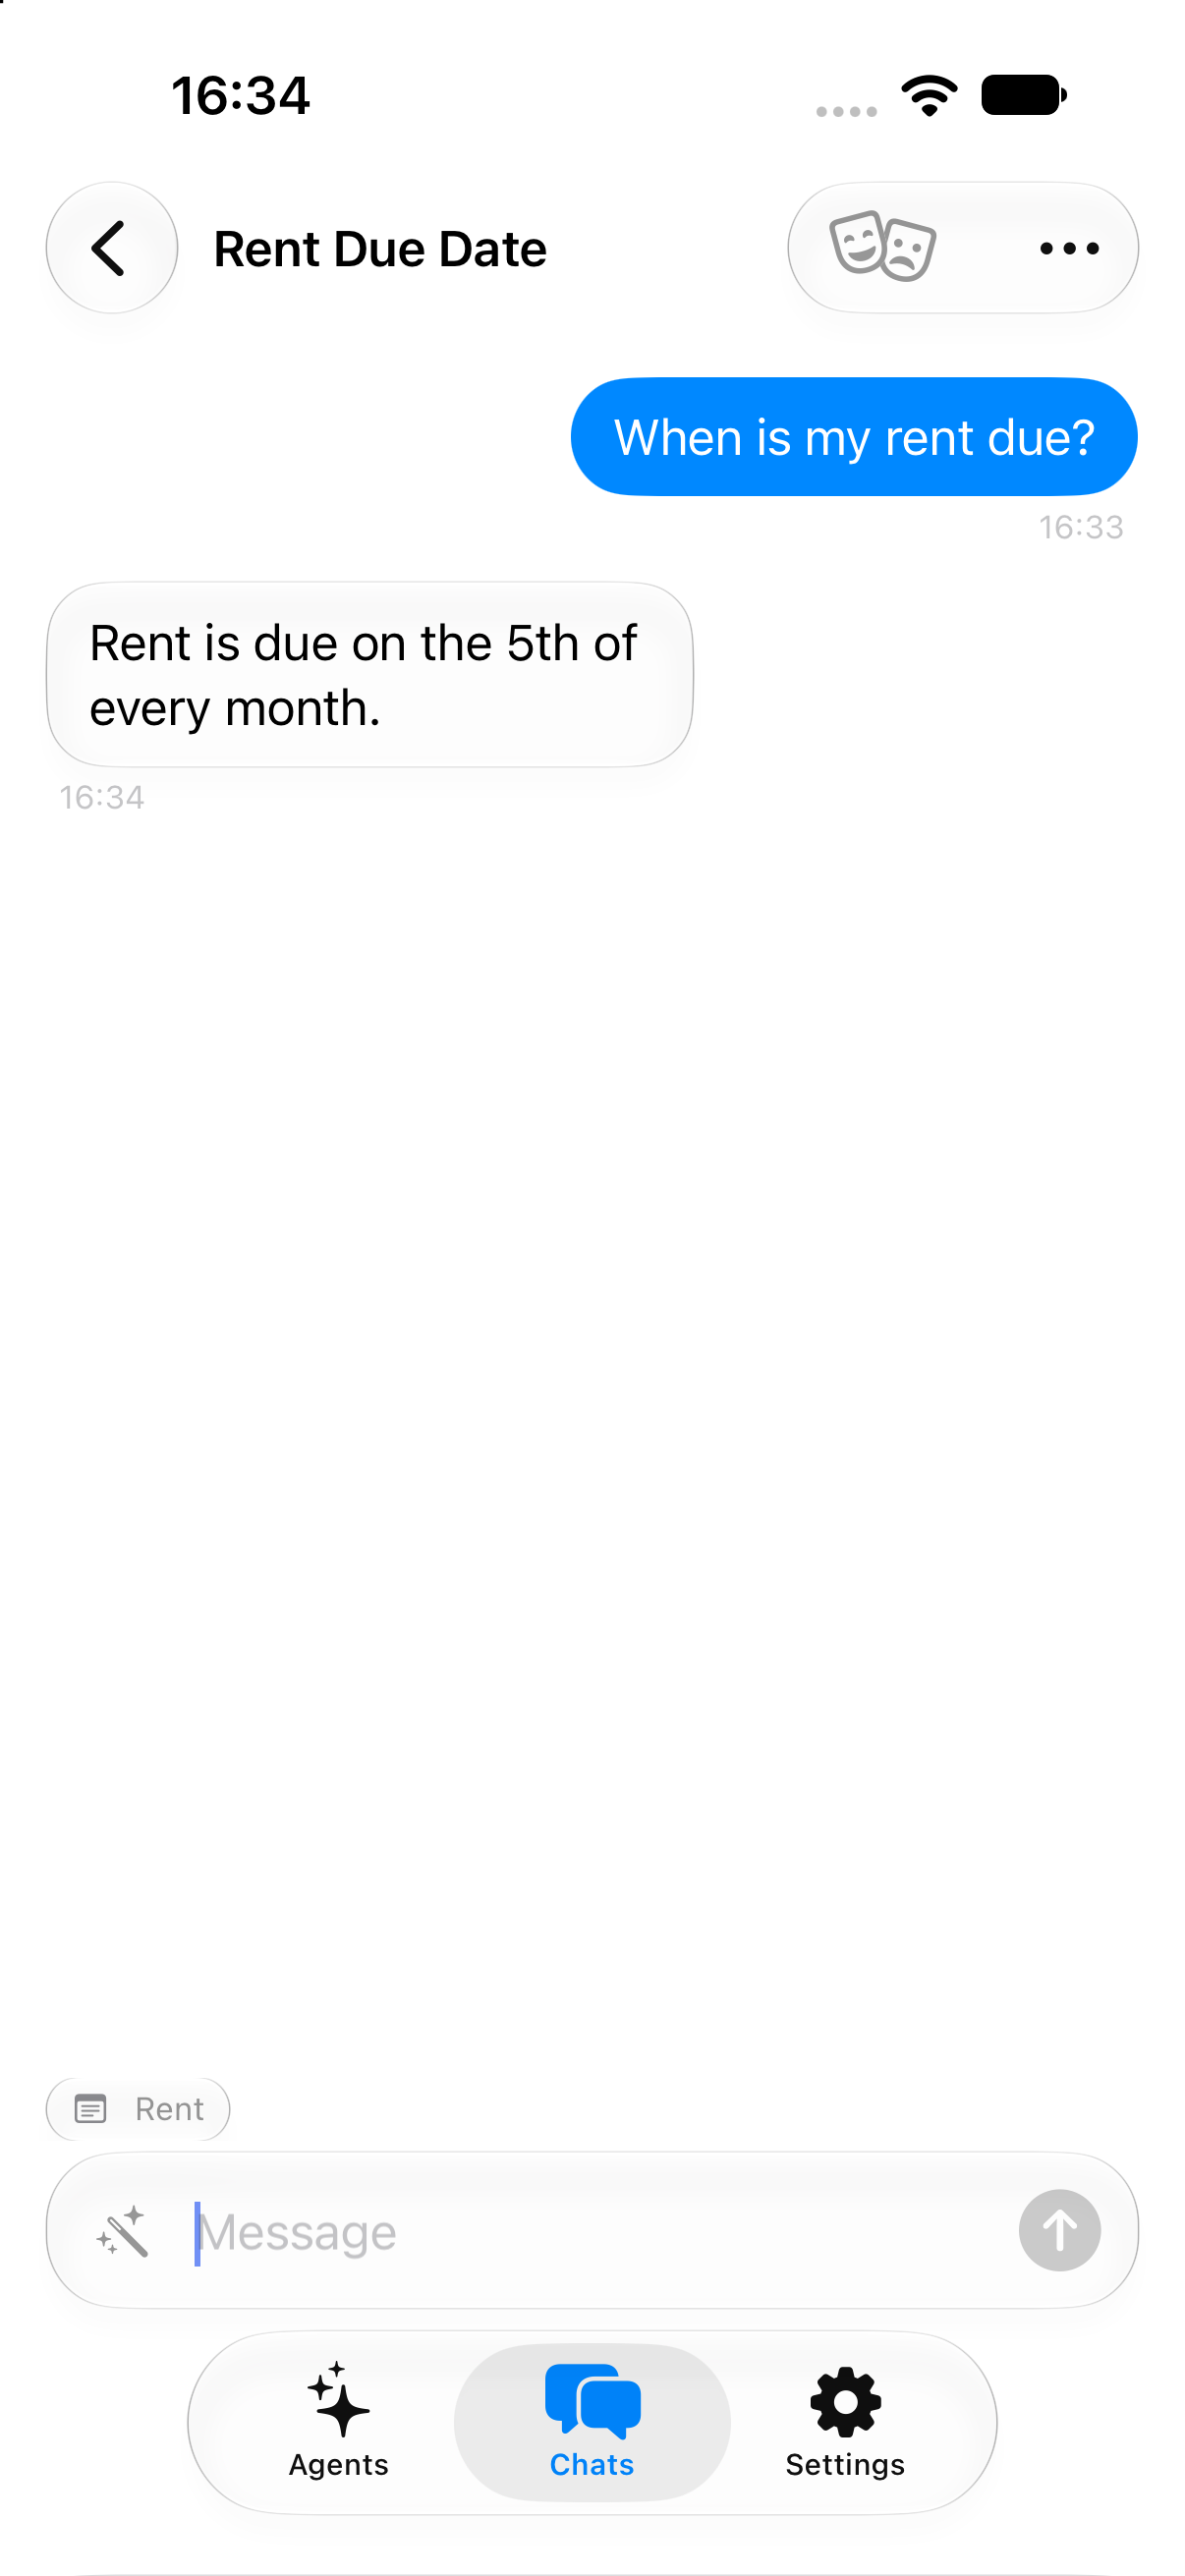 16:34
Rent Due Date
When is my rent due?
16:33
Rent is due on the 5th of
every month.
16:34
Rent
Message
Agents
Chats
Settings